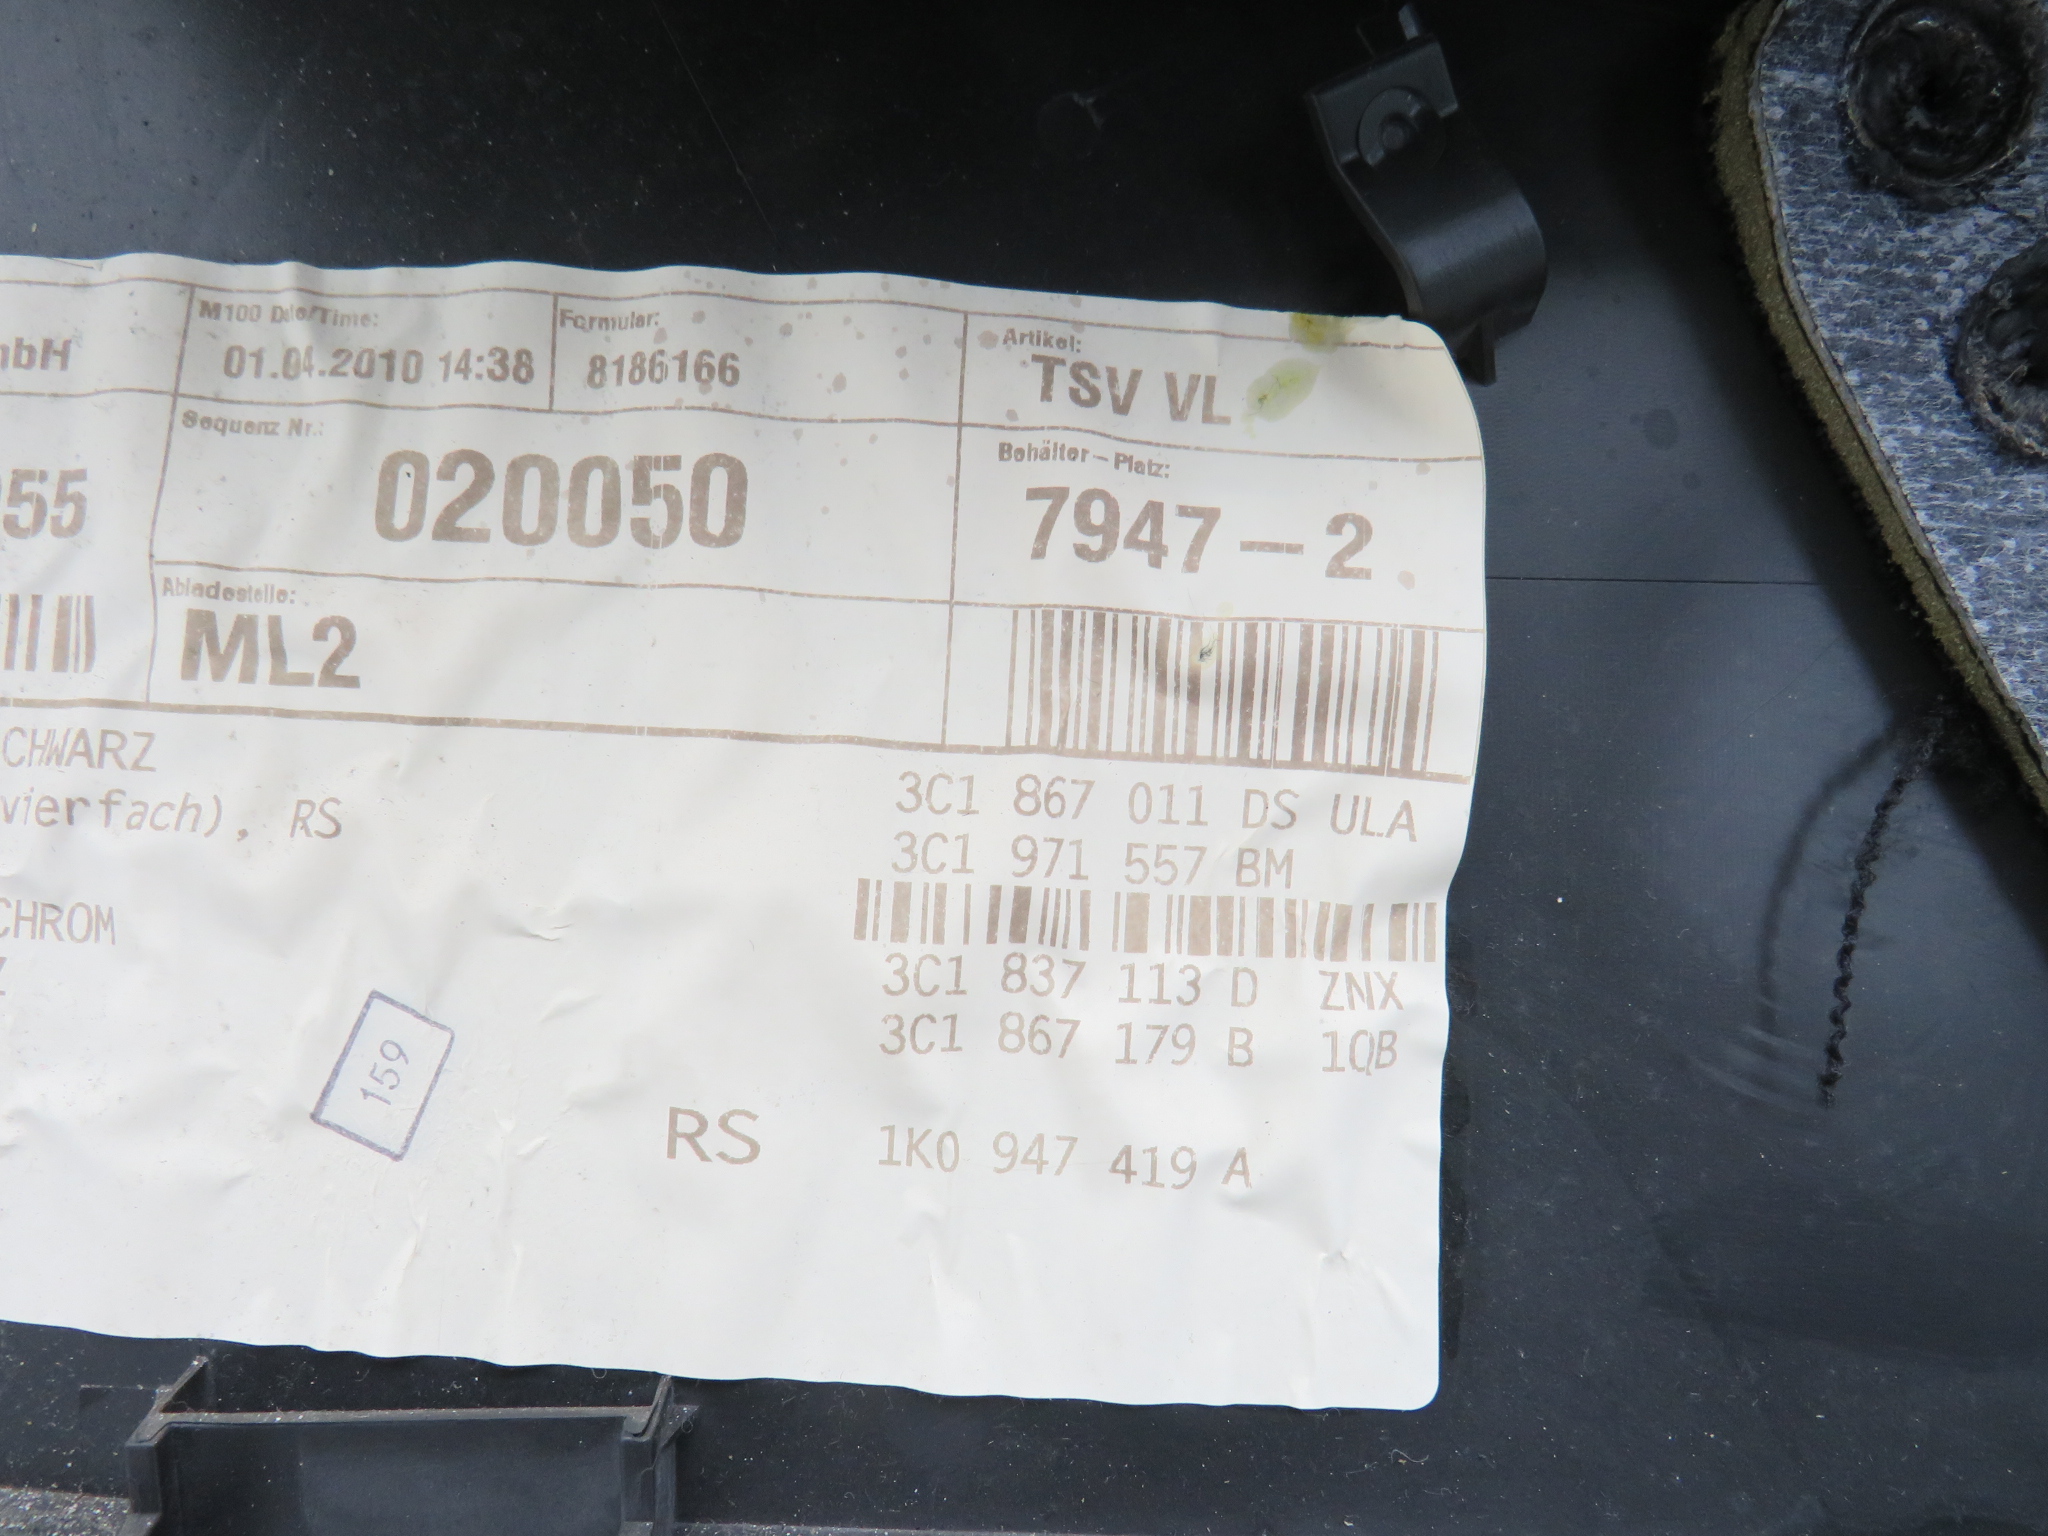 M100 Date/Time:
01.04.2010 14:38
Formular:
8186166
Artikel:
TSV VL
Sequenz Nr.:
020050
Behälter-Platz:
7947-2
Abladestelle:
ML2
mbH
055
CHWARZ
vierfach), RS
CHROM
Z
3C1 867 011 DS ULA
3C1 971 557 BM
3C1 837 113 D ZNX
3C1 867 179 B 1QB
159
RS 1K0 947 419 A